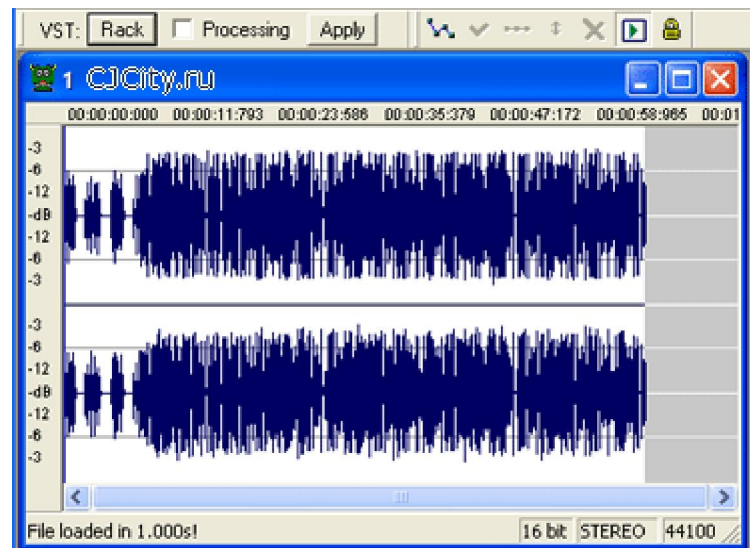 VST: Rack Processing Apply
1 CJCity.ru
00:00:00:000 00:00:11:793 00:00:23:586 00:00:35:379 00:00:47:172 00:00:58:965 00:01
-3
-6
-12
-dB
-12
-6
-3
-3
-6
-12
-dB
-12
-6
-3
File loaded in 1.000s! 16 bit STEREO 44100